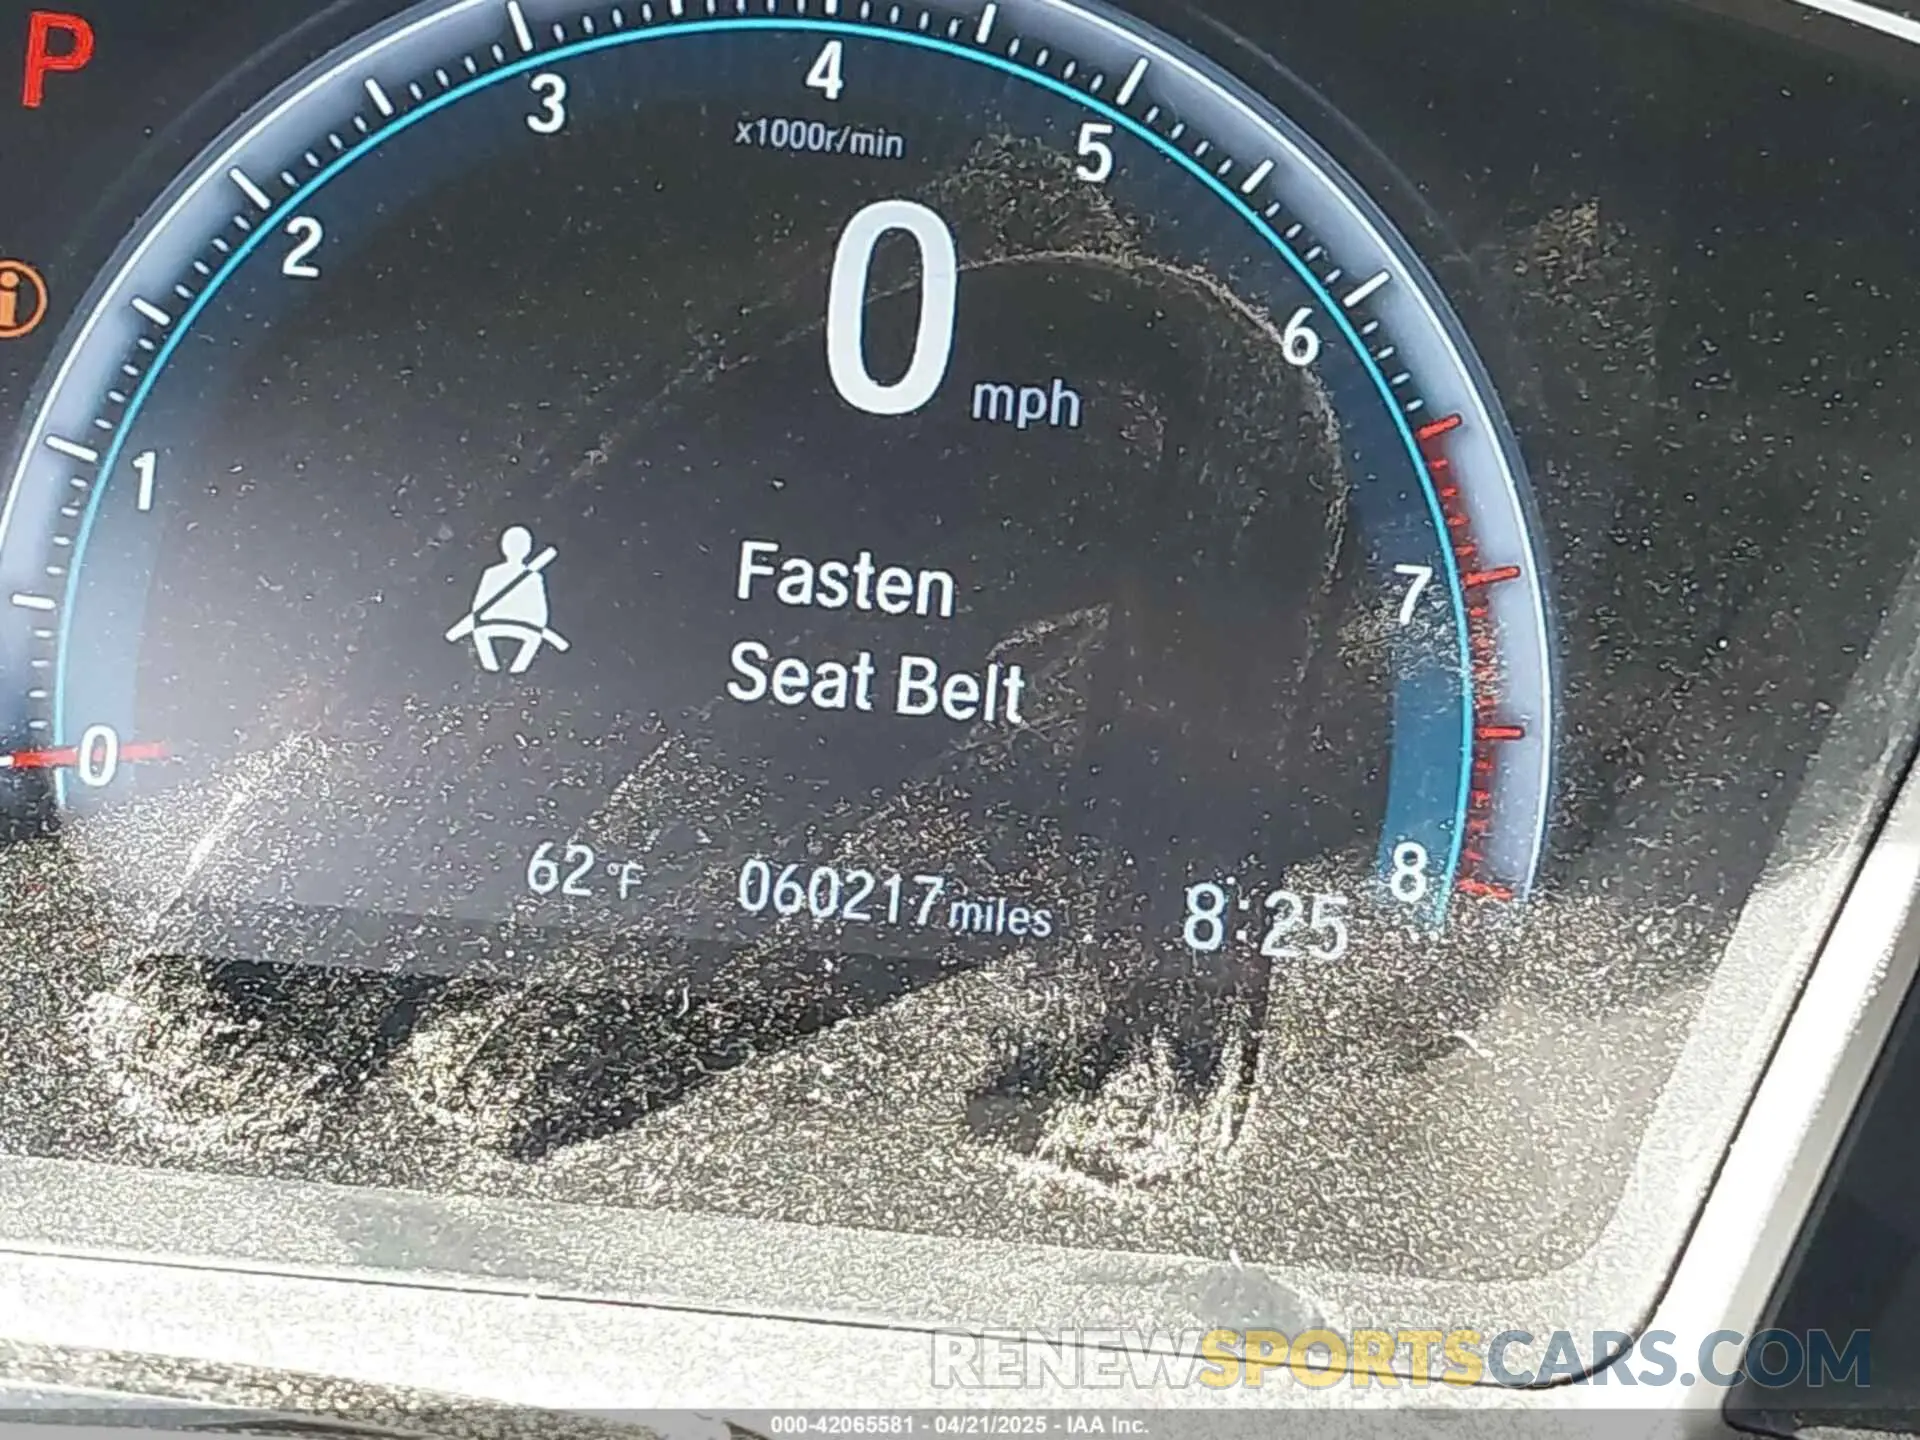 P
i
0
1
2
3
4
5
6
7
8
x1000r/min
0 mph
Fasten
Seat Belt
62 °F 060217 miles 8:25
RENEWSPORTSCARS.COM
000-42065581 - 04/21/2025 - IAA Inc.